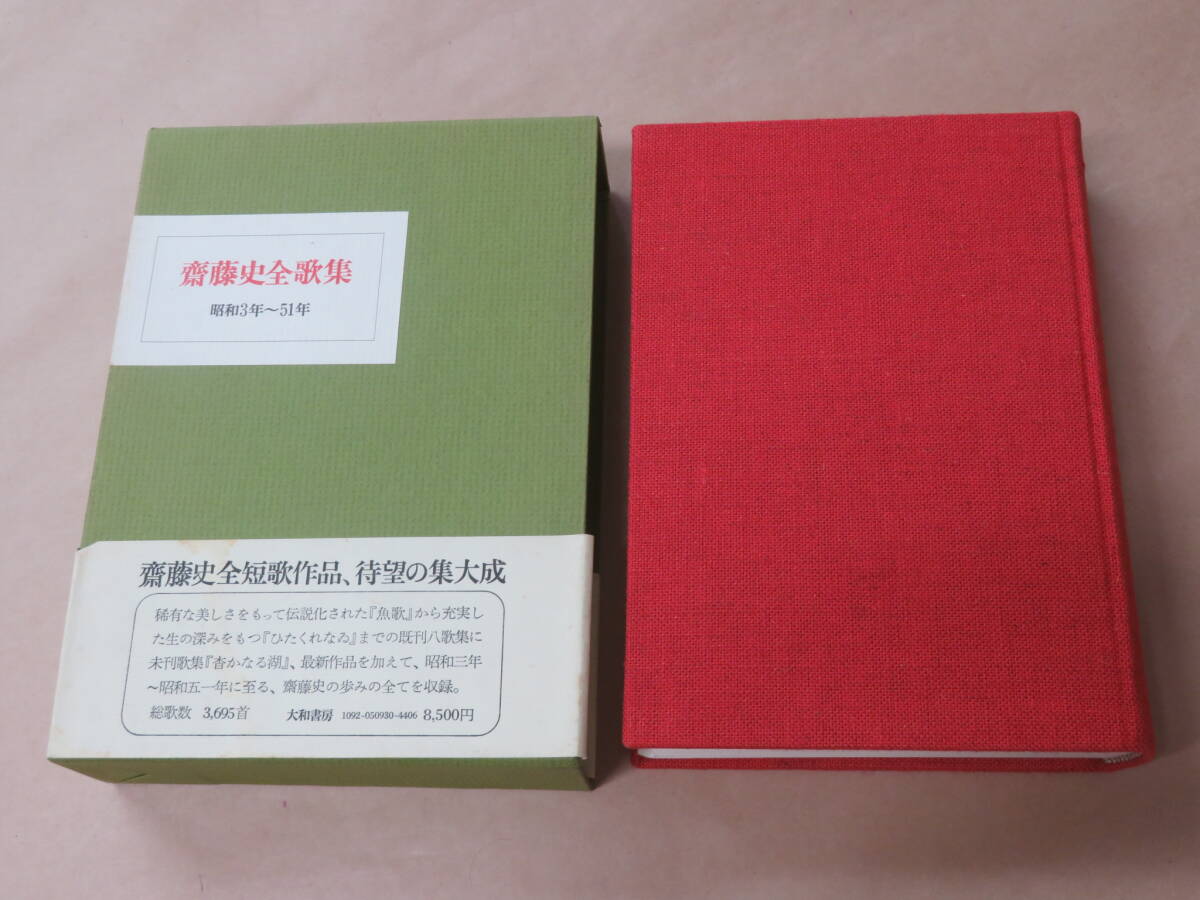 齋藤史全歌集
昭和3年～51年
齋藤史全短歌作品、待望の集大成
稀有な美しさをもって伝説化された『魚歌』から充実し
た生の深みをもつ『ひたくれなゐ』までの既刊八歌集に
未刊歌集『杳かなる湖』、最新作品を加えて、昭和三年
～昭和五一年に至る、齋藤史の歩みの全てを収録。
総歌数 3,695首 大和書房 1092-050930-4406 8,500円